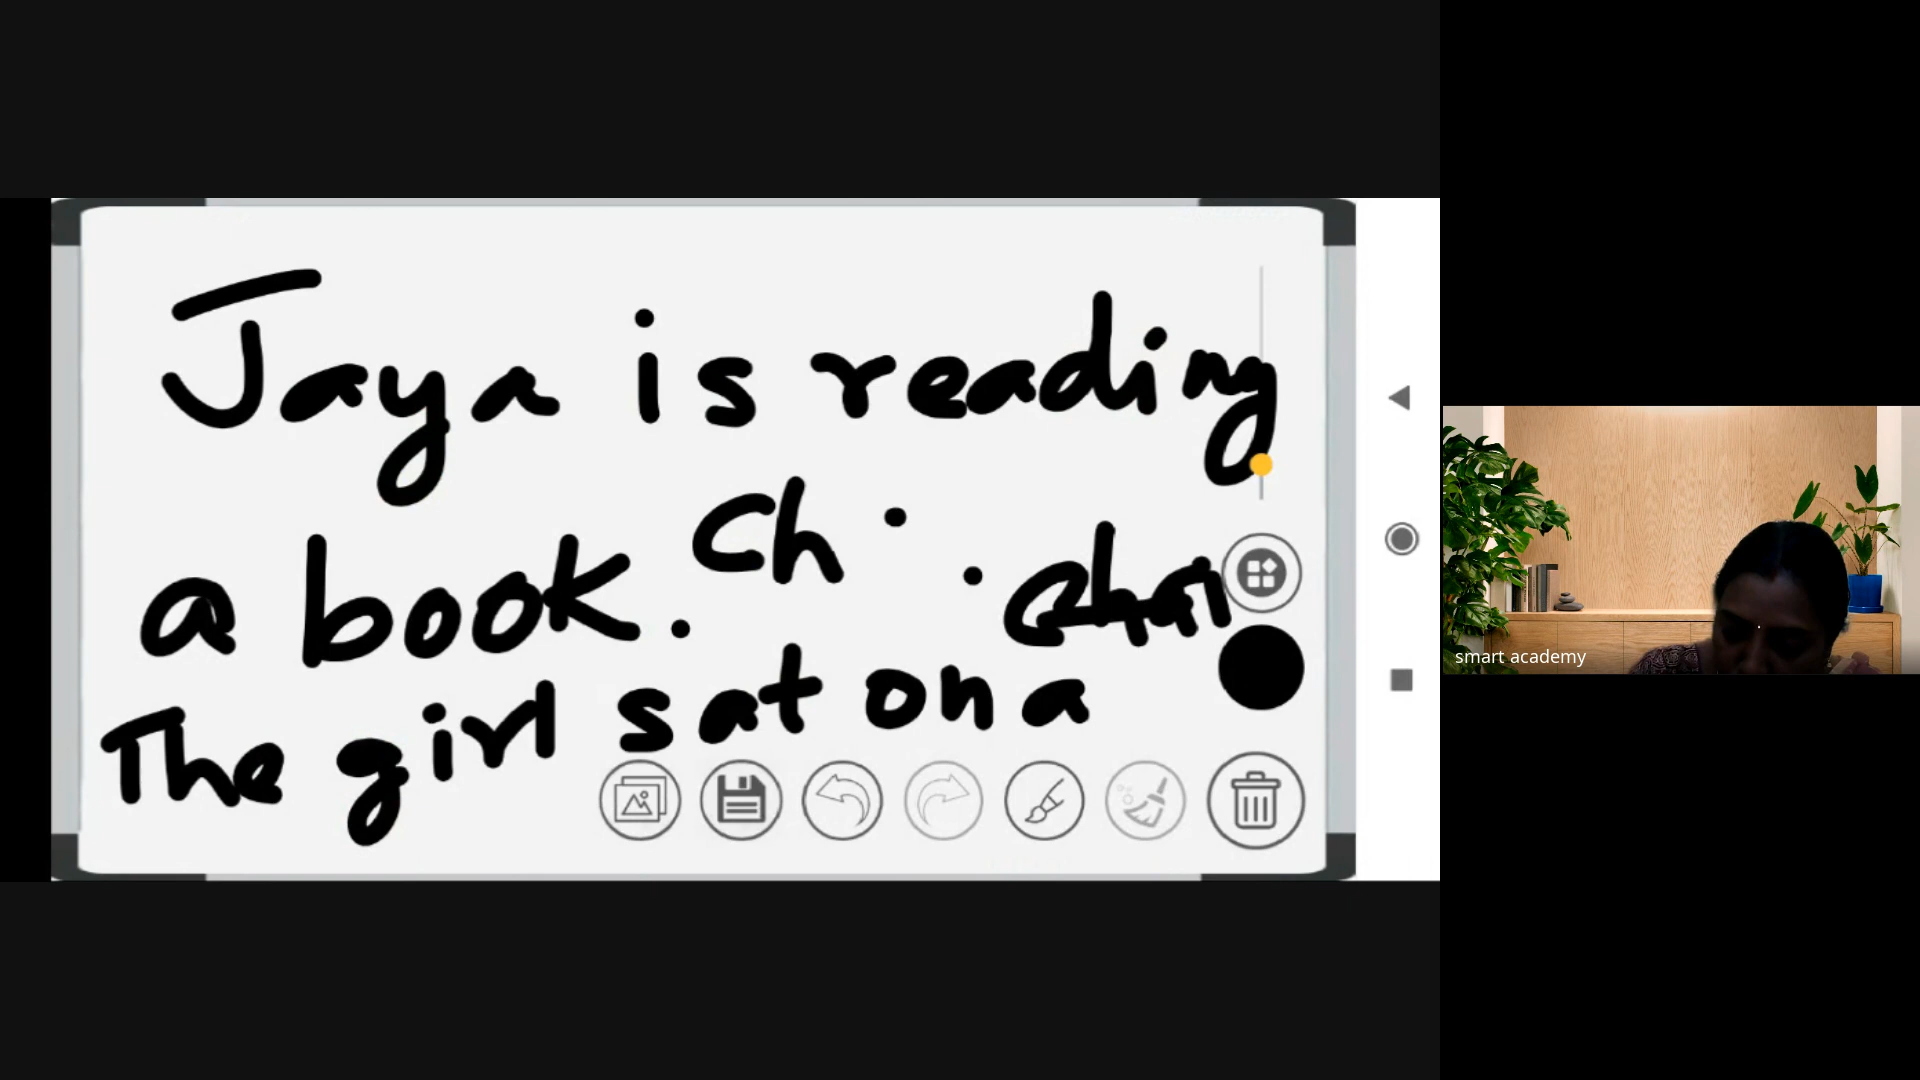 Jaya is reading
a book. Ch .
The girl sat on a
smart academy